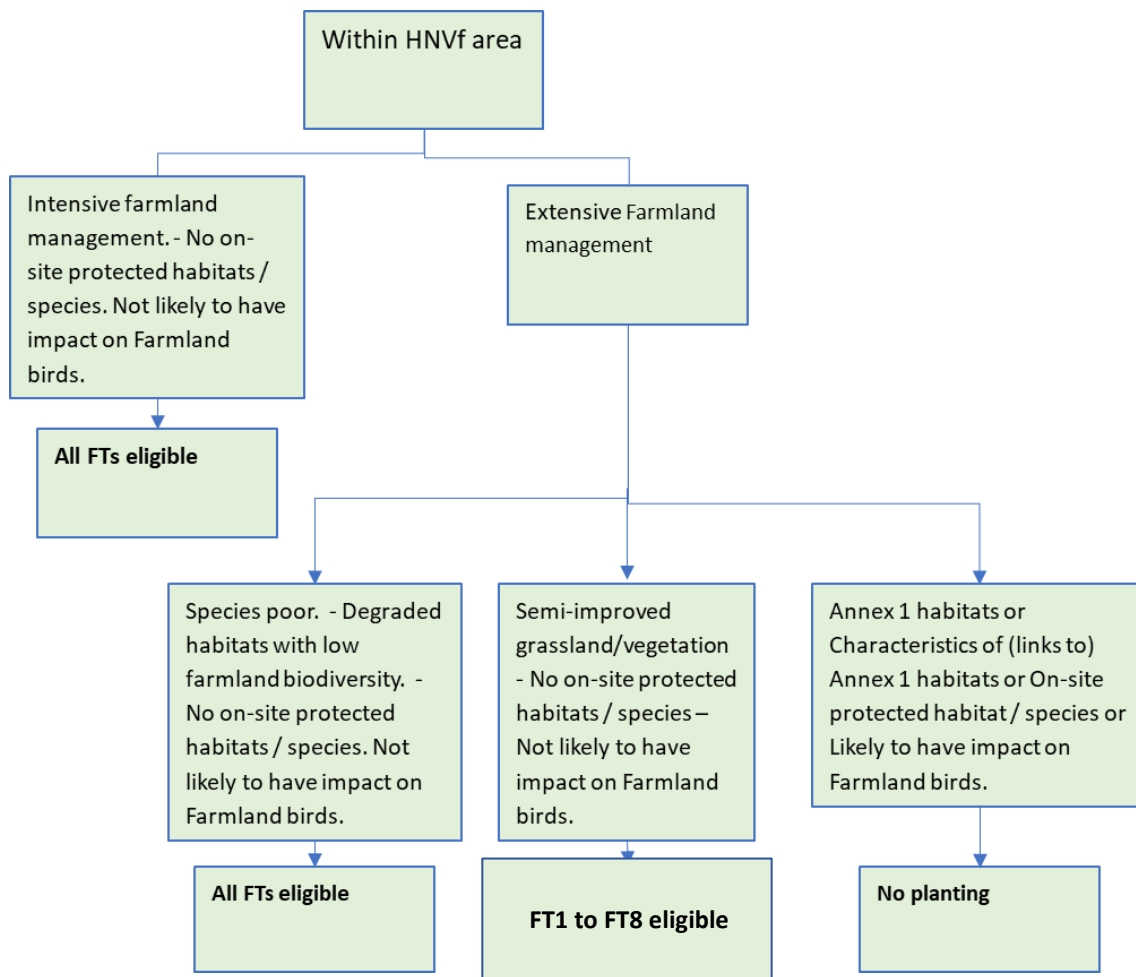 Within HNVf area
Intensive farmland
management. - No on-
site protected habitats /
species. Not likely to have
impact on Farmland
birds.
Extensive Farmland
management
All FTs eligible
Species poor.  - Degraded
habitats with low
farmland biodiversity.  -
No on-site protected
habitats / species. Not
likely to have impact on
Farmland birds.
Semi-improved
grassland/vegetation
- No on-site protected
habitats / species –
Not likely to have
impact on Farmland
birds.
Annex 1 habitats or
Characteristics of (links to)
Annex 1 habitats or On-site
protected habitat / species or
Likely to have impact on
Farmland birds.
All FTs eligible
FT1 to FT8 eligible
No planting